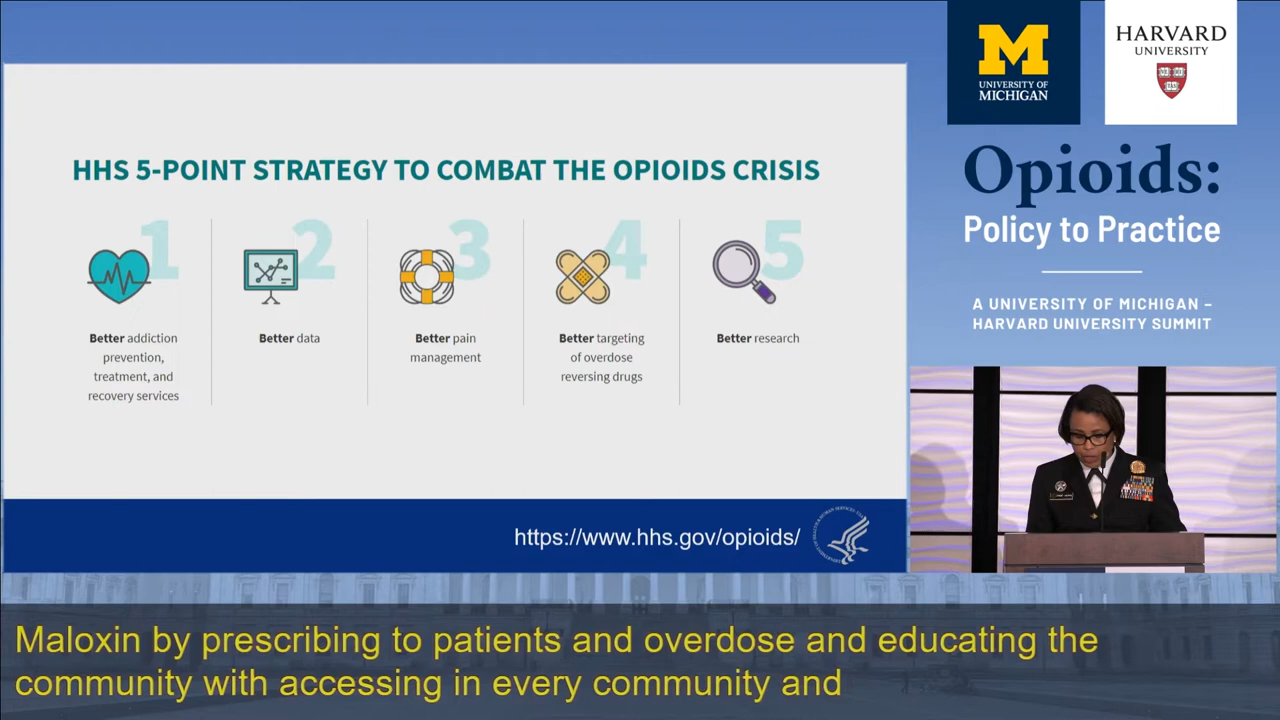 HHS 5-POINT STRATEGY TO COMBAT THE OPIOIDS CRISIS
1
Better addiction
prevention,
treatment, and
recovery services
2
Better data
3
Better pain
management
4
Better targeting
of overdose
reversing drugs
5
Better research
https://www.hhs.gov/opioids/
M
UNIVERSITY OF
MICHIGAN
HARVARD
UNIVERSITY
Opioids:
Policy to Practice
A UNIVERSITY OF MICHIGAN –
HARVARD UNIVERSITY SUMMIT
Maloxin by prescribing to patients and overdose and educating the
community with accessing in every community and